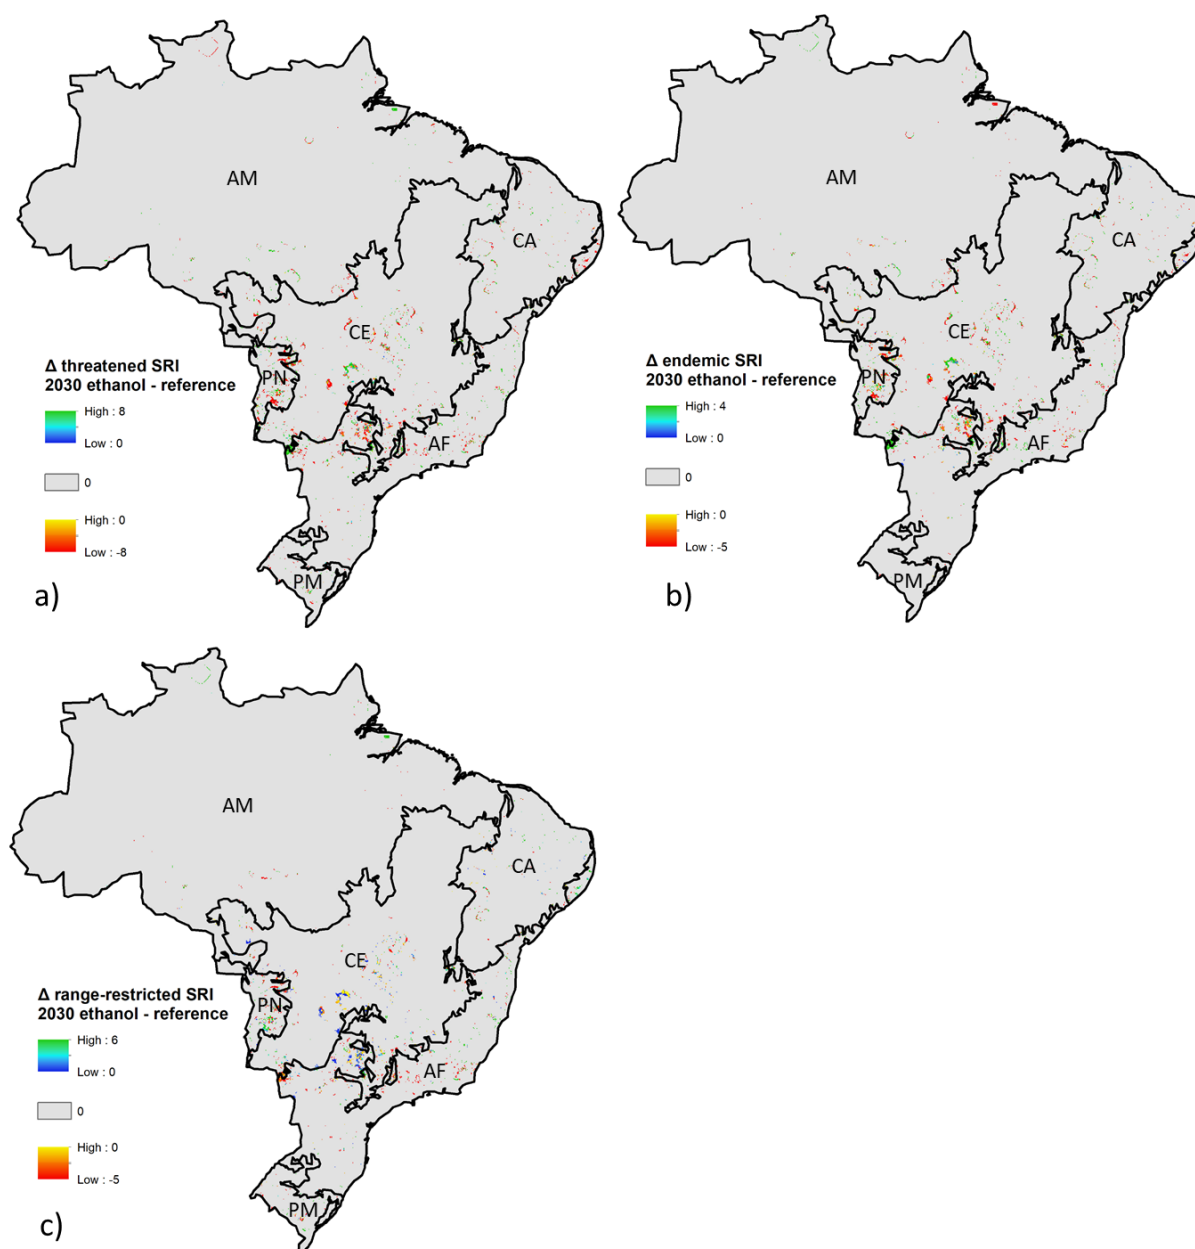 AM
CA
CE
PN
AF
PM
Δ threatened SRI
2030 ethanol - reference
High : 8
Low : 0
0
High : 0
Low : -8
a)
AM
CA
CE
PN
AF
PM
Δ endemic SRI
2030 ethanol - reference
High : 4
Low : 0
0
High : 0
Low : -5
b)
AM
CA
CE
PN
AF
PM
Δ range-restricted SRI
2030 ethanol - reference
High : 6
Low : 0
0
High : 0
Low : -5
c)